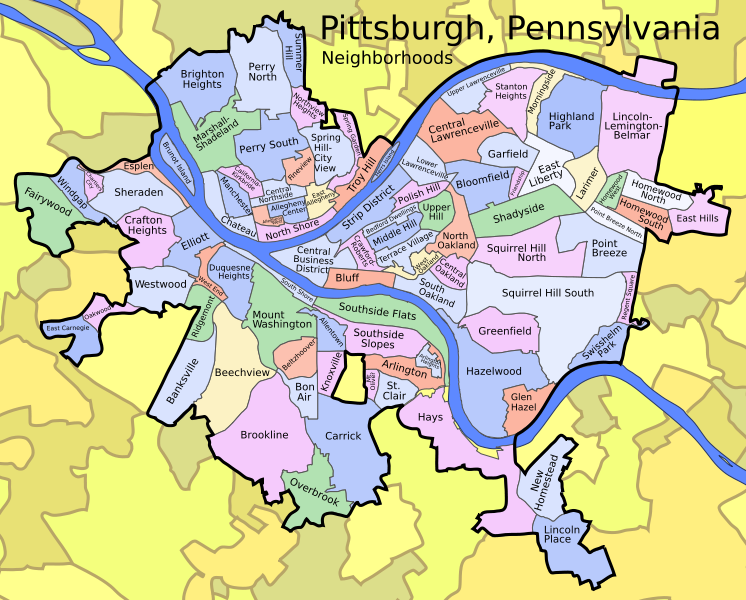 Pittsburgh, Pennsylvania
Neighborhoods
Summer
Hill
Perry
North
Brighton
Heights
Northview
Heights
Spring Garden
Marshall-
Shadeland
Perry South
Spring
Hill-
City
View
Troy Hill
Brunot Island
California-
Kirkbride
Fineview
Manchester
Central
Northside
Allegheny
Center
East
Allegheny
Chateau
North Shore
Esplen
Sheraden
Windgap
Chartiers
City
Fairywood
Crafton
Heights
Elliott
Westwood
Oakwood
East Carnegie
West End
Ridgemont
Duquesne
Heights
South Shore
Mount
Washington
Banksville
Beechview
Beltzhoover
Bon
Air
Allentown
Knoxville
Brookline
Carrick
Overbrook
Southside Flats
Southside
Slopes
Arlington
Arlington
Heights
Mt.
Oliver
St.
Clair
Hays
New
Homestead
Lincoln
Place
Upper Lawrenceville
Stanton
Heights
Morningside
Highland
Park
Lincoln-
Lemington-
Belmar
Central
Lawrenceville
Lower
Lawrenceville
Garfield
East
Liberty
Larimer
Homewood
West
Homewood
North
Homewood
South
East Hills
Bloomfield
Friendship
Polish Hill
Strip District
Upper
Hill
Bedford Dwellings
Middle Hill
Terrace Village
Crawford-
Roberts
Central
Business
District
Bluff
West
Oakland
North
Oakland
Central
Oakland
South
Oakland
Shadyside
Point Breeze North
Point
Breeze
Squirrel Hill
North
Squirrel Hill South
Regent Square
Swisshelm
Park
Greenfield
Hazelwood
Glen
Hazel